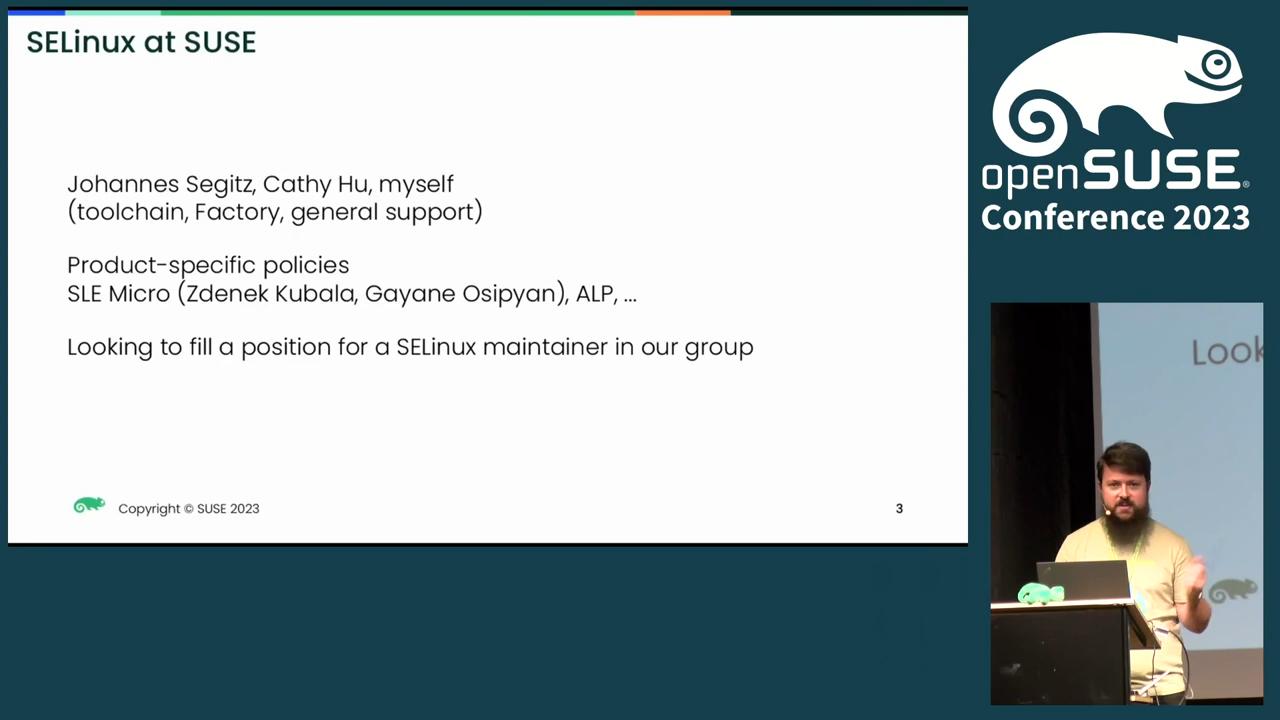 SELinux at SUSE
Johannes Segitz, Cathy Hu, myself
(toolchain, Factory, general support)
Product-specific policies
SLE Micro (Zdenek Kubala, Gayane Osipyan), ALP, ...
Looking to fill a position for a SELinux maintainer in our group
Copyright © SUSE 2023
3
openSUSE®
Conference 2023
Look